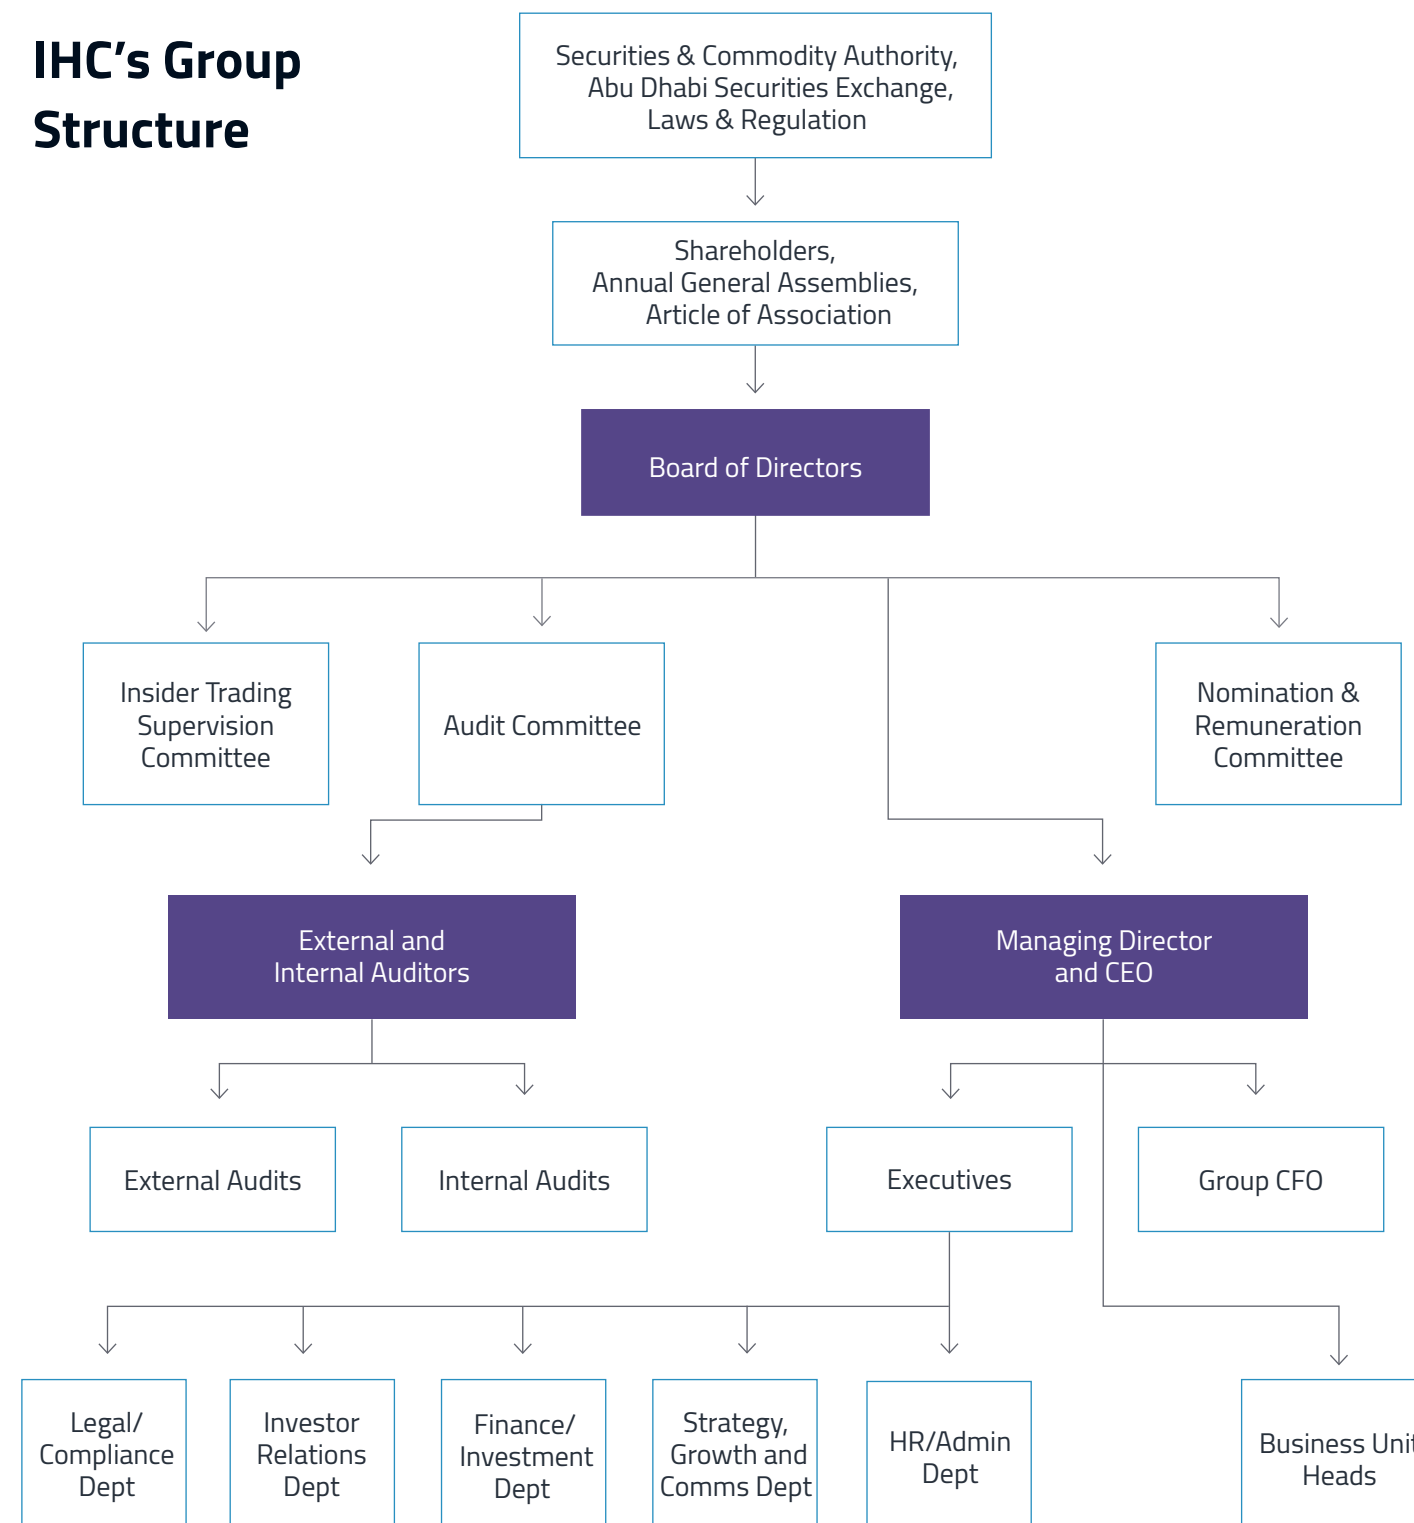 IHC's Group
Structure
Securities & Commodity Authority,
Abu Dhabi Securities Exchange,
Laws & Regulation
Shareholders,
Annual General Assemblies,
Article of Association
Board of Directors
Insider Trading
Supervision
Committee
Audit Committee
Nomination &
Remuneration
Committee
External and
Internal Auditors
Managing Director
and CEO
External Audits
Internal Audits
Executives
Group CFO
Legal/
Compliance
Dept
Investor
Relations
Dept
Finance/
Investment
Dept
Strategy,
Growth and
Comms Dept
HR/Admin
Dept
Business Unit
Heads